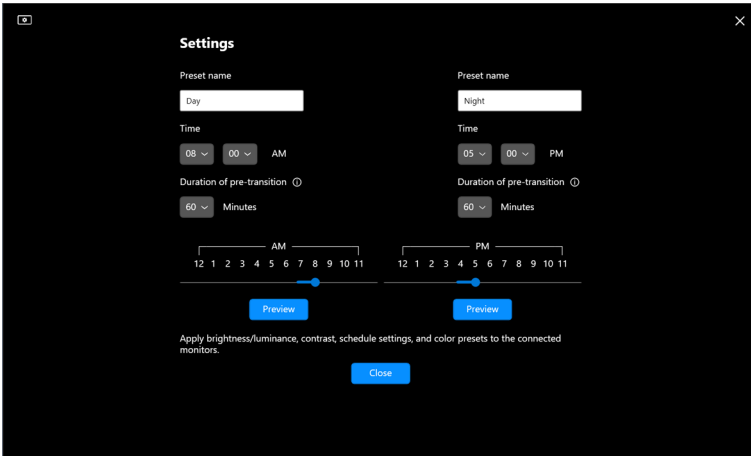 Settings
Preset name
Preset name
Day
Night
Time
Time
08 00 AM
05 00 PM
Duration of pre-transition
Duration of pre-transition
60 Minutes
60 Minutes
AM
PM
12 1 2 3 4 5 6 7 8 9 10 11
12 1 2 3 4 5 6 7 8 9 10 11
Preview
Preview
Apply brightness/luminance, contrast, schedule settings, and color presets to the connected
monitors.
Close